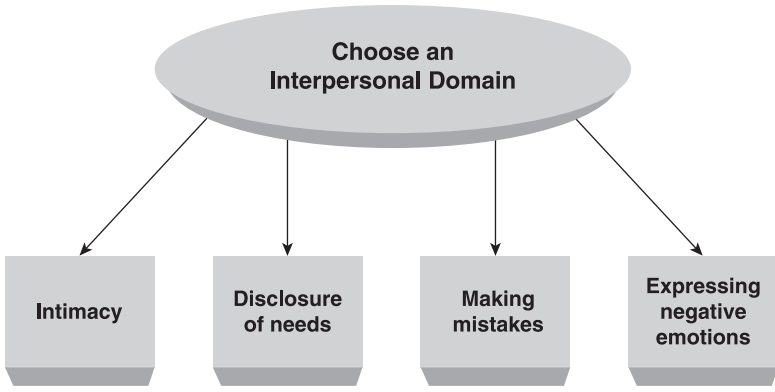 Choose an
Interpersonal Domain
Intimacy
Disclosure
of needs
Making
mistakes
Expressing
negative
emotions